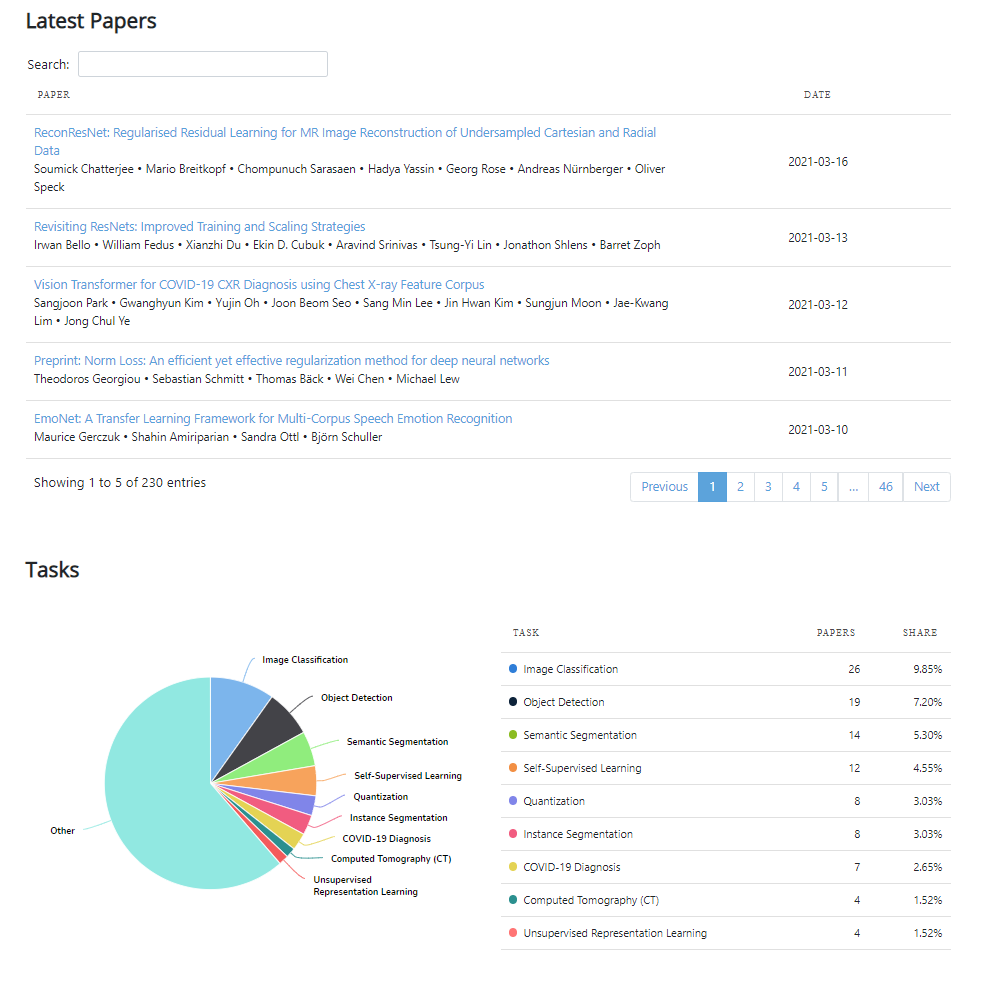 Latest Papers
Search:
PAPER DATE
ReconResNet: Regularised Residual Learning for MR Image Reconstruction of Undersampled Cartesian and Radial
Data
Soumick Chatterjee • Mario Breitkopf • Chompunuch Sarasaen • Hadya Yassin • Georg Rose • Andreas Nürnberger • Oliver
Speck
2021-03-16
Revisiting ResNets: Improved Training and Scaling Strategies
Irwan Bello • William Fedus • Xianzhi Du • Ekin D. Cubuk • Aravind Srinivas • Tsung-Yi Lin • Jonathon Shlens • Barret Zoph
2021-03-13
Vision Transformer for COVID-19 CXR Diagnosis using Chest X-ray Feature Corpus
Sangjoon Park • Gwanghyun Kim • Yujin Oh • Joon Beom Seo • Sang Min Lee • Jin Hwan Kim • Sungjun Moon • Jae-Kwang
Lim • Jong Chul Ye
2021-03-12
Preprint: Norm Loss: An efficient yet effective regularization method for deep neural networks
Theodoros Georgiou • Sebastian Schmitt • Thomas Bäck • Wei Chen • Michael Lew
2021-03-11
EmoNet: A Transfer Learning Framework for Multi-Corpus Speech Emotion Recognition
Maurice Gerczuk • Shahin Amiriparian • Sandra Ottl • Björn Schuller
2021-03-10
Showing 1 to 5 of 230 entries
Previous 1 2 3 4 5 ... 46 Next
Tasks
Image Classification
Object Detection
Semantic Segmentation
Self-Supervised Learning
Quantization
Instance Segmentation
COVID-19 Diagnosis
Computed Tomography (CT)
Unsupervised
Representation Learning
Other
TASK PAPERS SHARE
Image Classification 26 9.85%
Object Detection 19 7.20%
Semantic Segmentation 14 5.30%
Self-Supervised Learning 12 4.55%
Quantization 8 3.03%
Instance Segmentation 8 3.03%
COVID-19 Diagnosis 7 2.65%
Computed Tomography (CT) 4 1.52%
Unsupervised Representation Learning 4 1.52%